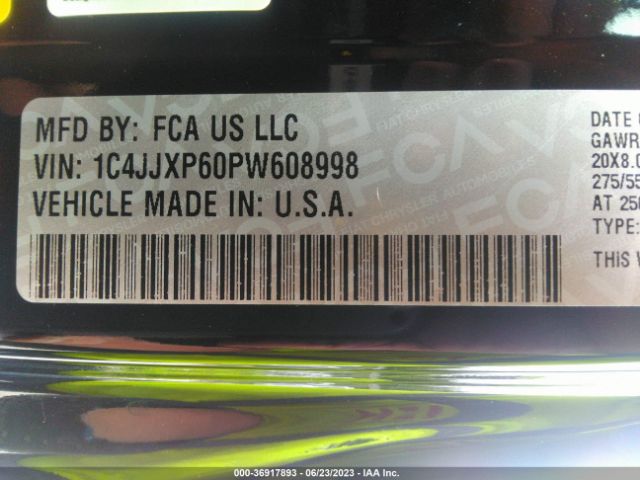 MFD BY: FCA US LLC
VIN: 1C4JJXP60PW608998
VEHICLE MADE IN: U.S.A.
DATE
GAWR
20X8.0
275/55
AT 250
TYPE:
THIS
000-36917893 - 06/23/2023 - IAA Inc.